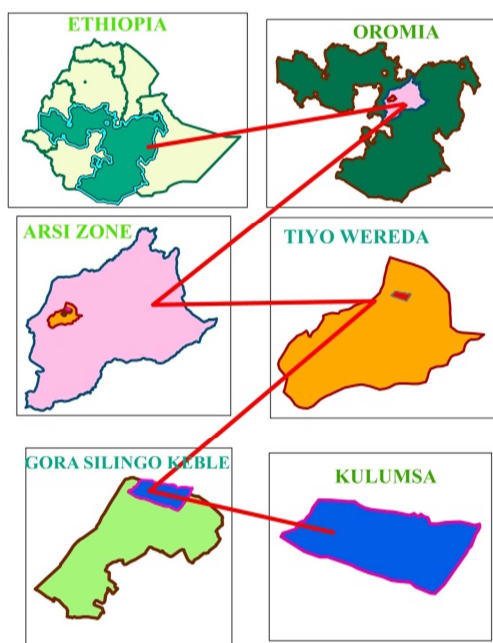 ETHIOPIA
OROMIA
ARSI ZONE
TIYO WEREDA
GORA SILINGO KEBLE
KULUMSA